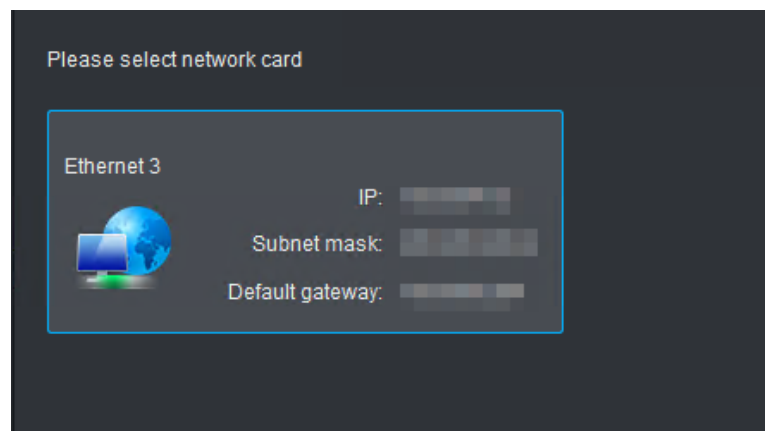 Please select network card
Ethernet 3
IP:
Subnet mask:
Default gateway: